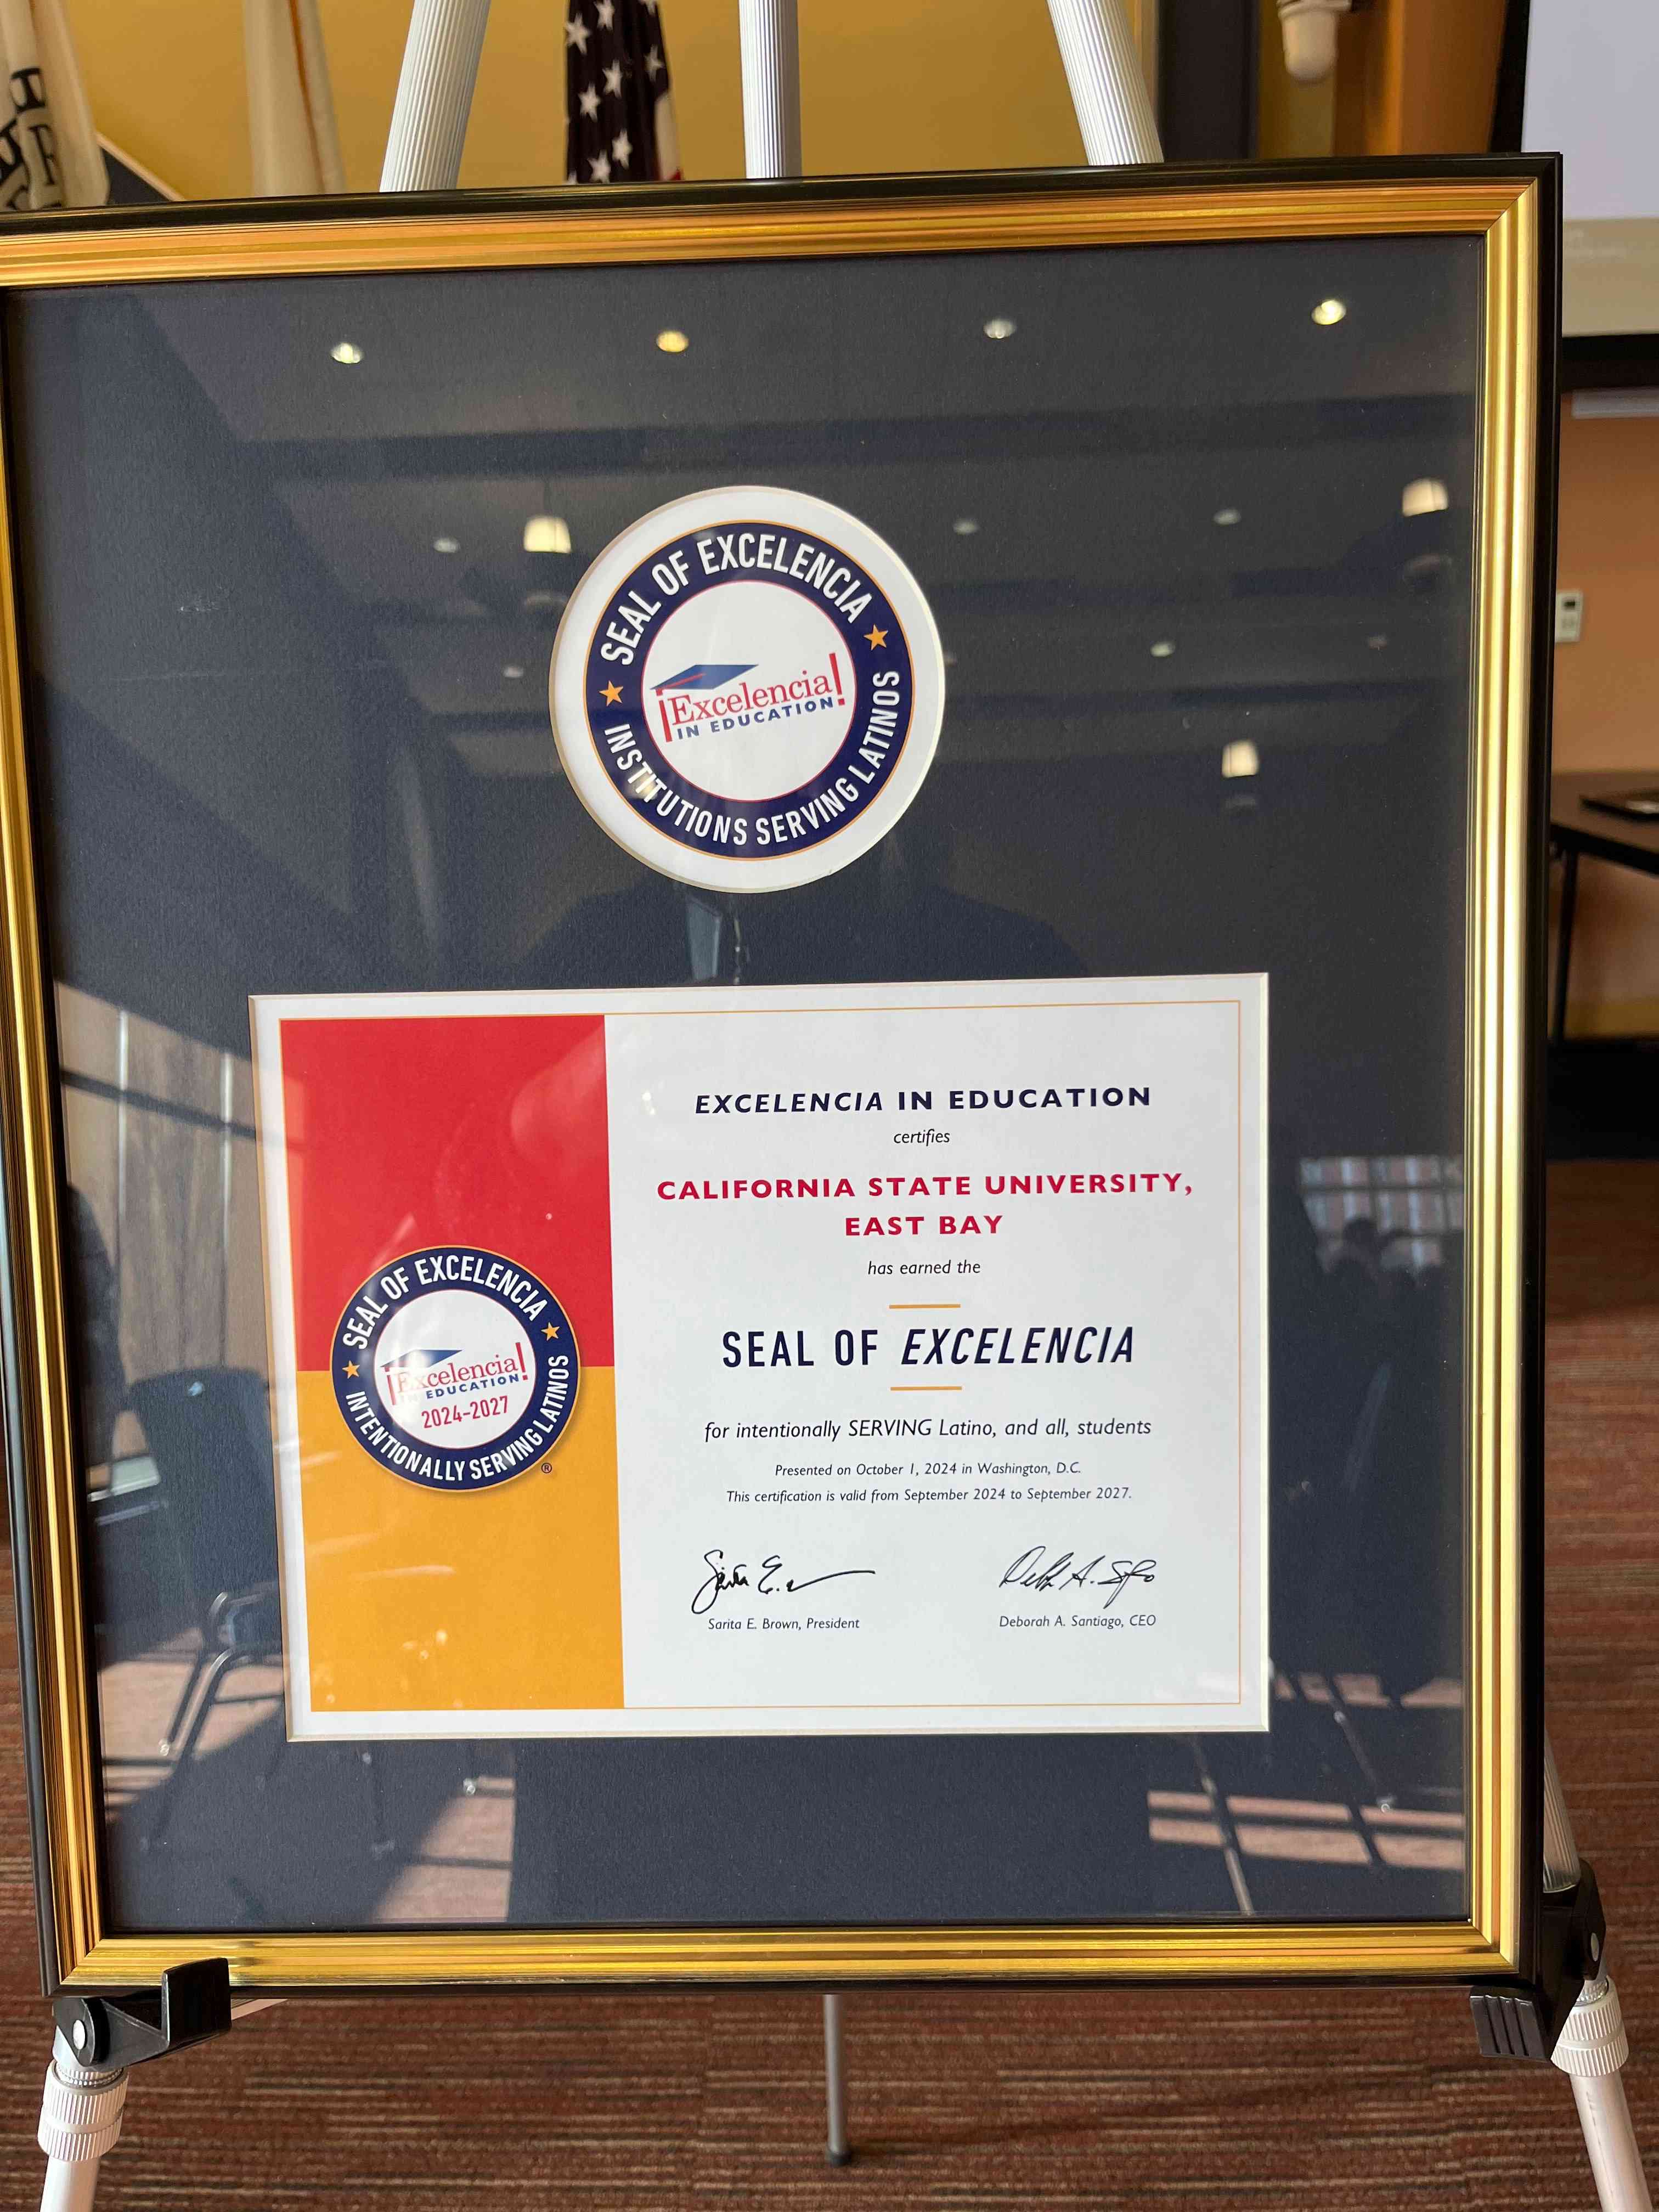 SEAL OF EXCELENCIA
¡Excelencia!
IN EDUCATION
INSTITUTIONS SERVING LATINOS
EXCELENCIA IN EDUCATION
certifies
CALIFORNIA STATE UNIVERSITY,
EAST BAY
has earned the
SEAL OF EXCELENCIA
for intentionally SERVING Latino, and all, students
Presented on October 1, 2024 in Washington, D.C.
This certification is valid from September 2024 to September 2027.
Sarita E. Brown, President
Deborah A. Santiago, CEO
SEAL OF EXCELENCIA
¡Excelencia!
IN EDUCATION
2024-2027
INTENTIONALLY SERVING LATINOS
®